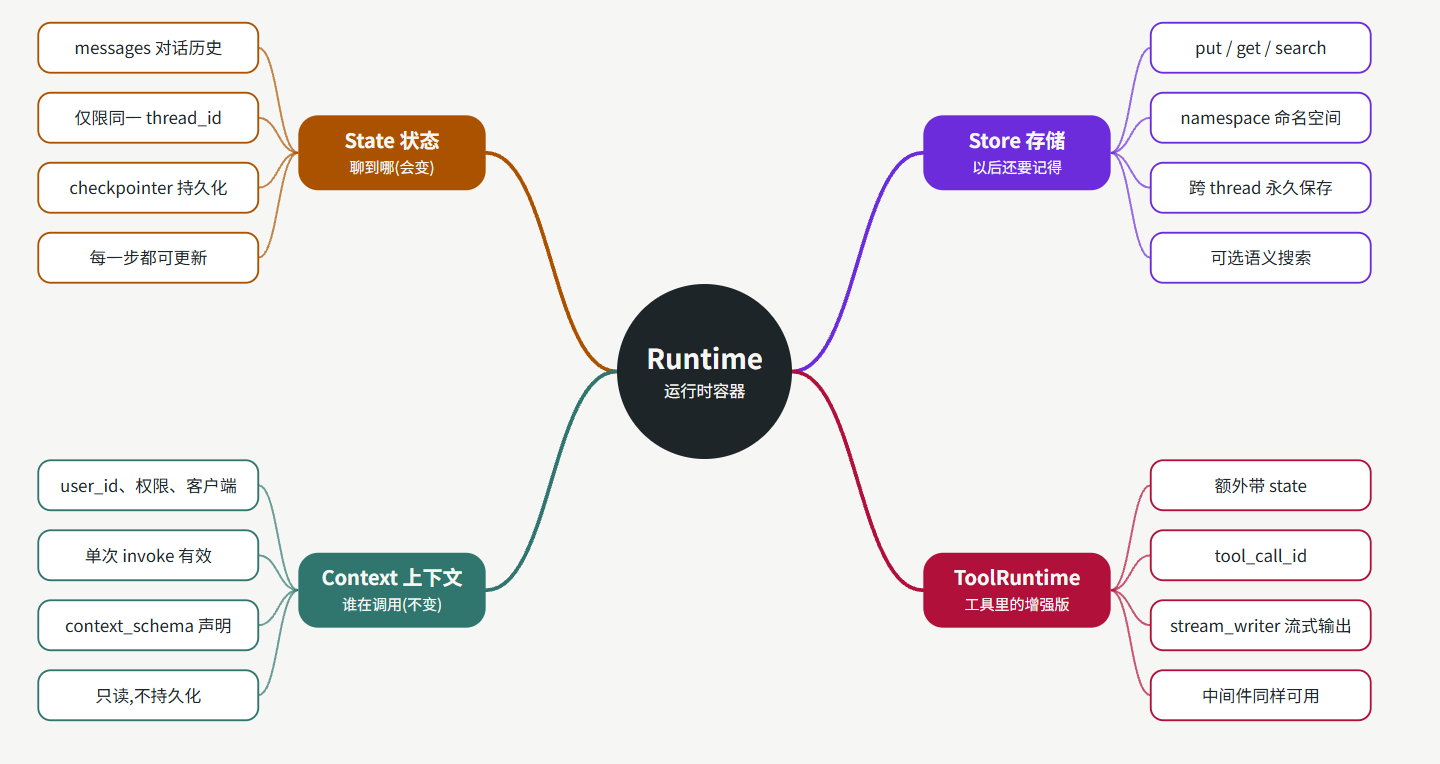 messages 对话历史
仅限同一 thread_id
checkpointer 持久化
每一步都可更新
State 状态
聊到哪(会变)
put / get / search
namespace 命名空间
跨 thread 永久保存
可选语义搜索
Store 存储
以后还要记得
Runtime
运行时容器
user_id、权限、客户端
单次 invoke 有效
context_schema 声明
只读,不持久化
Context 上下文
谁在调用(不变)
额外带 state
tool_call_id
stream_writer 流式输出
中间件同样可用
ToolRuntime
工具里的增强版